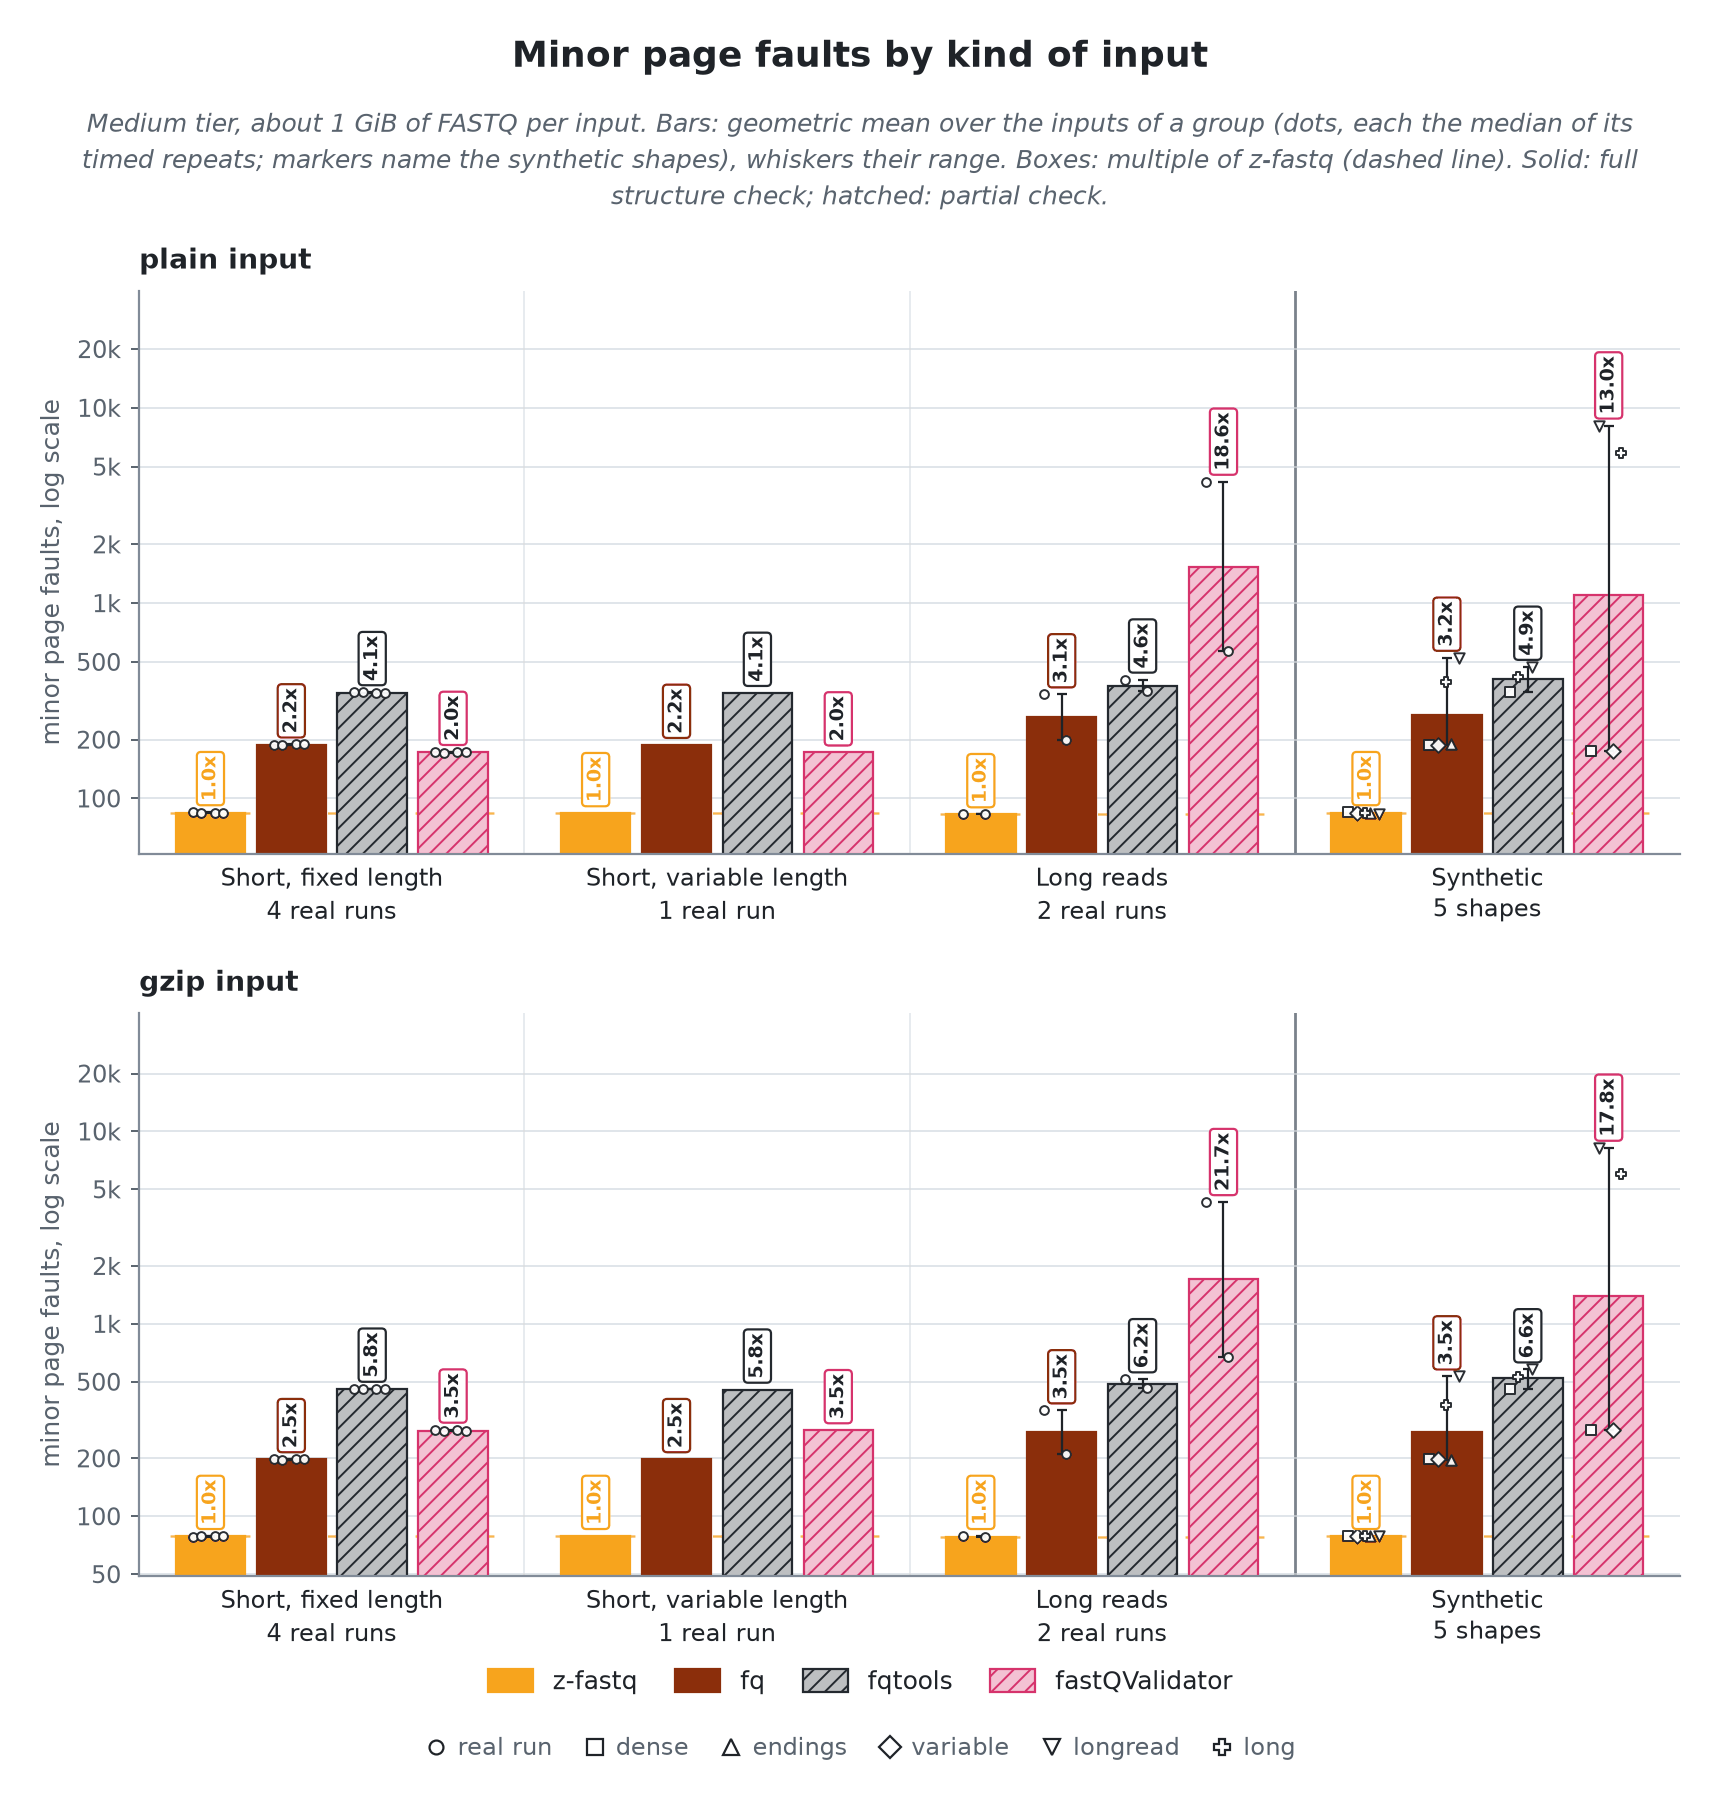 Minor page faults by kind of input
Medium tier, about 1 GiB of FASTQ per input. Bars: geometric mean over the inputs of a group (dots, each the median of its
timed repeats; markers name the synthetic shapes), whiskers their range. Boxes: multiple of z-fastq (dashed line). Solid: full
structure check; hatched: partial check.
plain input
minor page faults, log scale
20k
10k
5k
2k
1k
500
200
100
1.0x
2.2x
4.1x
2.0x
1.0x
2.2x
4.1x
2.0x
1.0x
3.1x
4.6x
18.6x
1.0x
3.2x
4.9x
13.0x
Short, fixed length
4 real runs
Short, variable length
1 real run
Long reads
2 real runs
Synthetic
5 shapes
gzip input
minor page faults, log scale
20k
10k
5k
2k
1k
500
200
100
50
1.0x
2.5x
5.8x
3.5x
1.0x
2.5x
5.8x
3.5x
1.0x
3.5x
6.2x
21.7x
1.0x
3.5x
6.6x
17.8x
Short, fixed length
4 real runs
Short, variable length
1 real run
Long reads
2 real runs
Synthetic
5 shapes
z-fastq fq fqtools fastQValidator
real run dense endings variable longread long